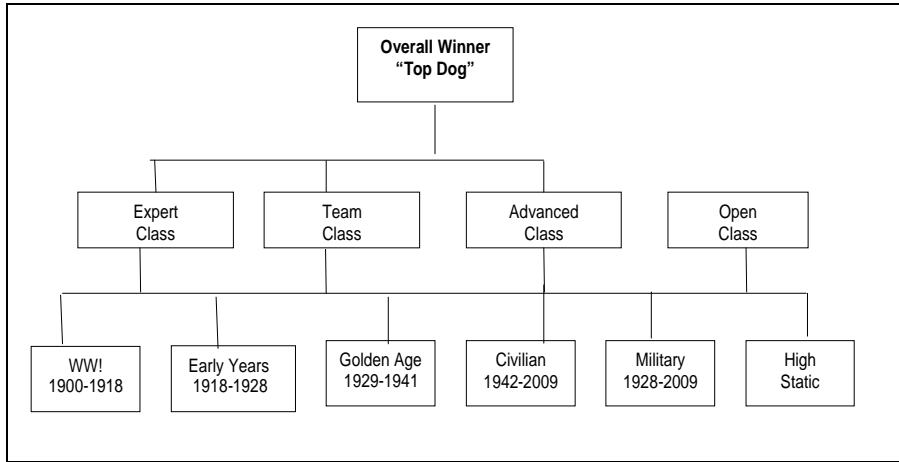 Overall Winner
“Top Dog”
Expert
Class
Team
Class
Advanced
Class
Open
Class
WW!
1900-1918
Early Years
1918-1928
Golden Age
1929-1941
Civilian
1942-2009
Military
1928-2009
High
Static